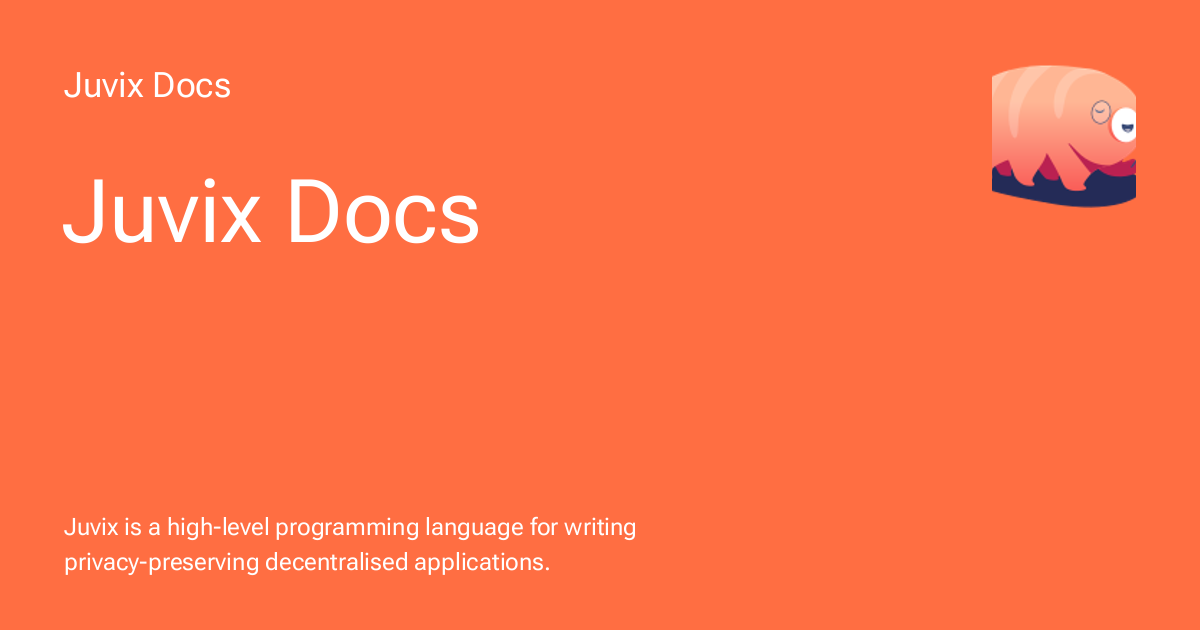 Juvix Docs
Juvix Docs
Juvix is a high-level programming language for writing
privacy-preserving decentralised applications.